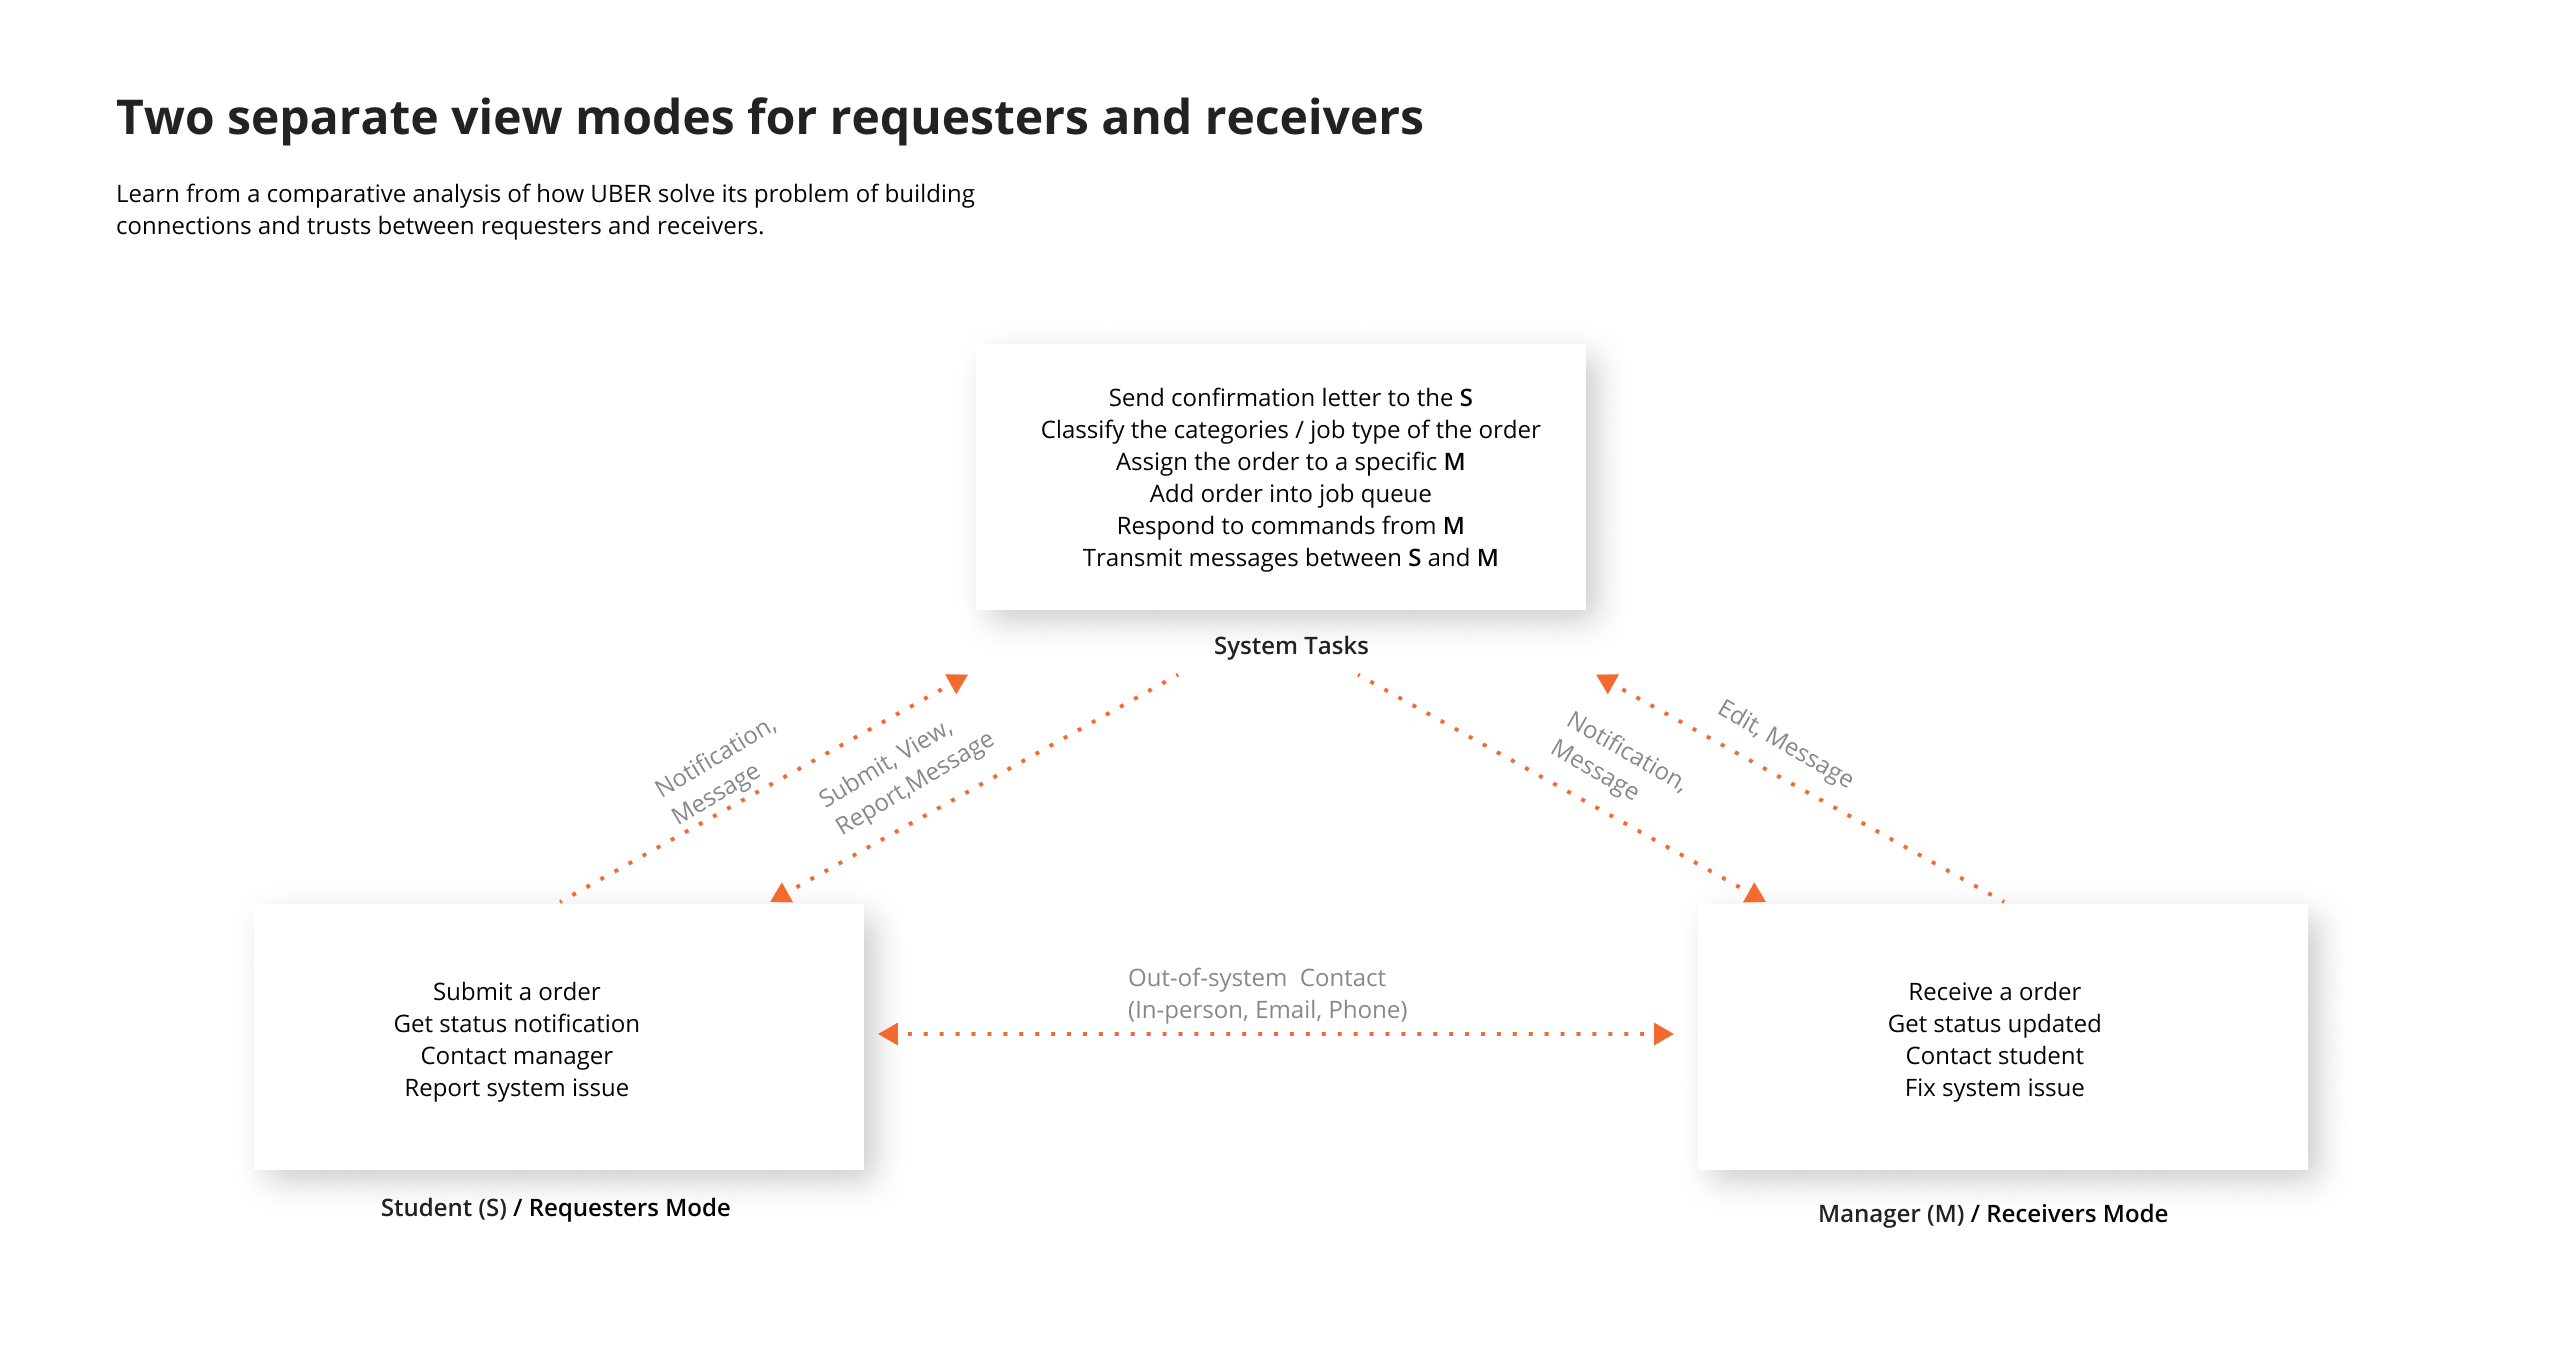 Two separate view modes for requesters and receivers
Learn from a comparative analysis of how UBER solve its problem of building
connections and trusts between requesters and receivers.
Send confirmation letter to the S
Classify the categories / job type of the order
Assign the order to a specific M
Add order into job queue
Respond to commands from M
Transmit messages between S and M
System Tasks
Notification,
Message
Submit, View,
Report,Message
Notification,
Message
Edit, Message
Submit a order
Get status notification
Contact manager
Report system issue
Out-of-system  Contact
(In-person, Email, Phone)
Receive a order
Get status updated
Contact student
Fix system issue
Student (S) / Requesters Mode
Manager (M) / Receivers Mode